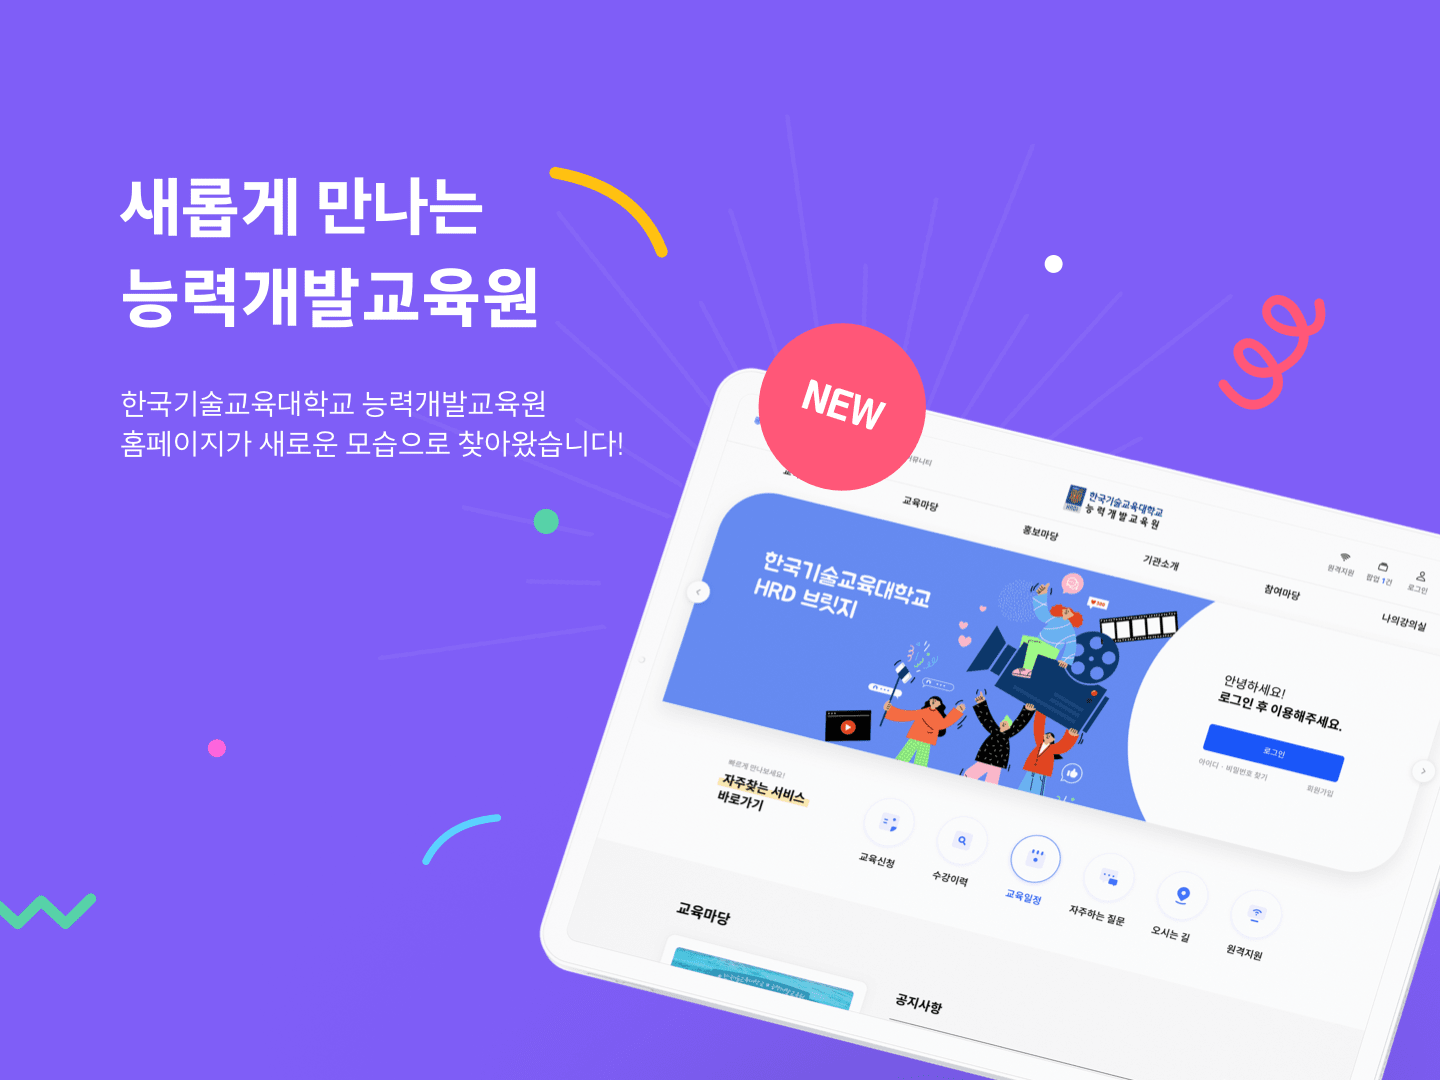 새롭게 만나는
능력개발교육원
한국기술교육대학교 능력개발교육원
홈페이지가 새로운 모습으로 찾아왔습니다!
NEW
뮤니티
한국기술교육대학교
능력개발교육원
HRDI
원격지원
팝업 1건
로그인
교육마당
홍보마당
기관소개
참여마당
나의강의실
한국기술교육대학교
HRD 브릿지
안녕하세요!
로그인 후 이용해주세요.
로그인
아이디 · 비밀번호 찾기
회원가입
빠르게 만나보세요!
자주찾는 서비스
바로가기
교육신청
수강이력
교육일정
자주하는 질문
오시는 길
원격지원
교육마당
공지사항